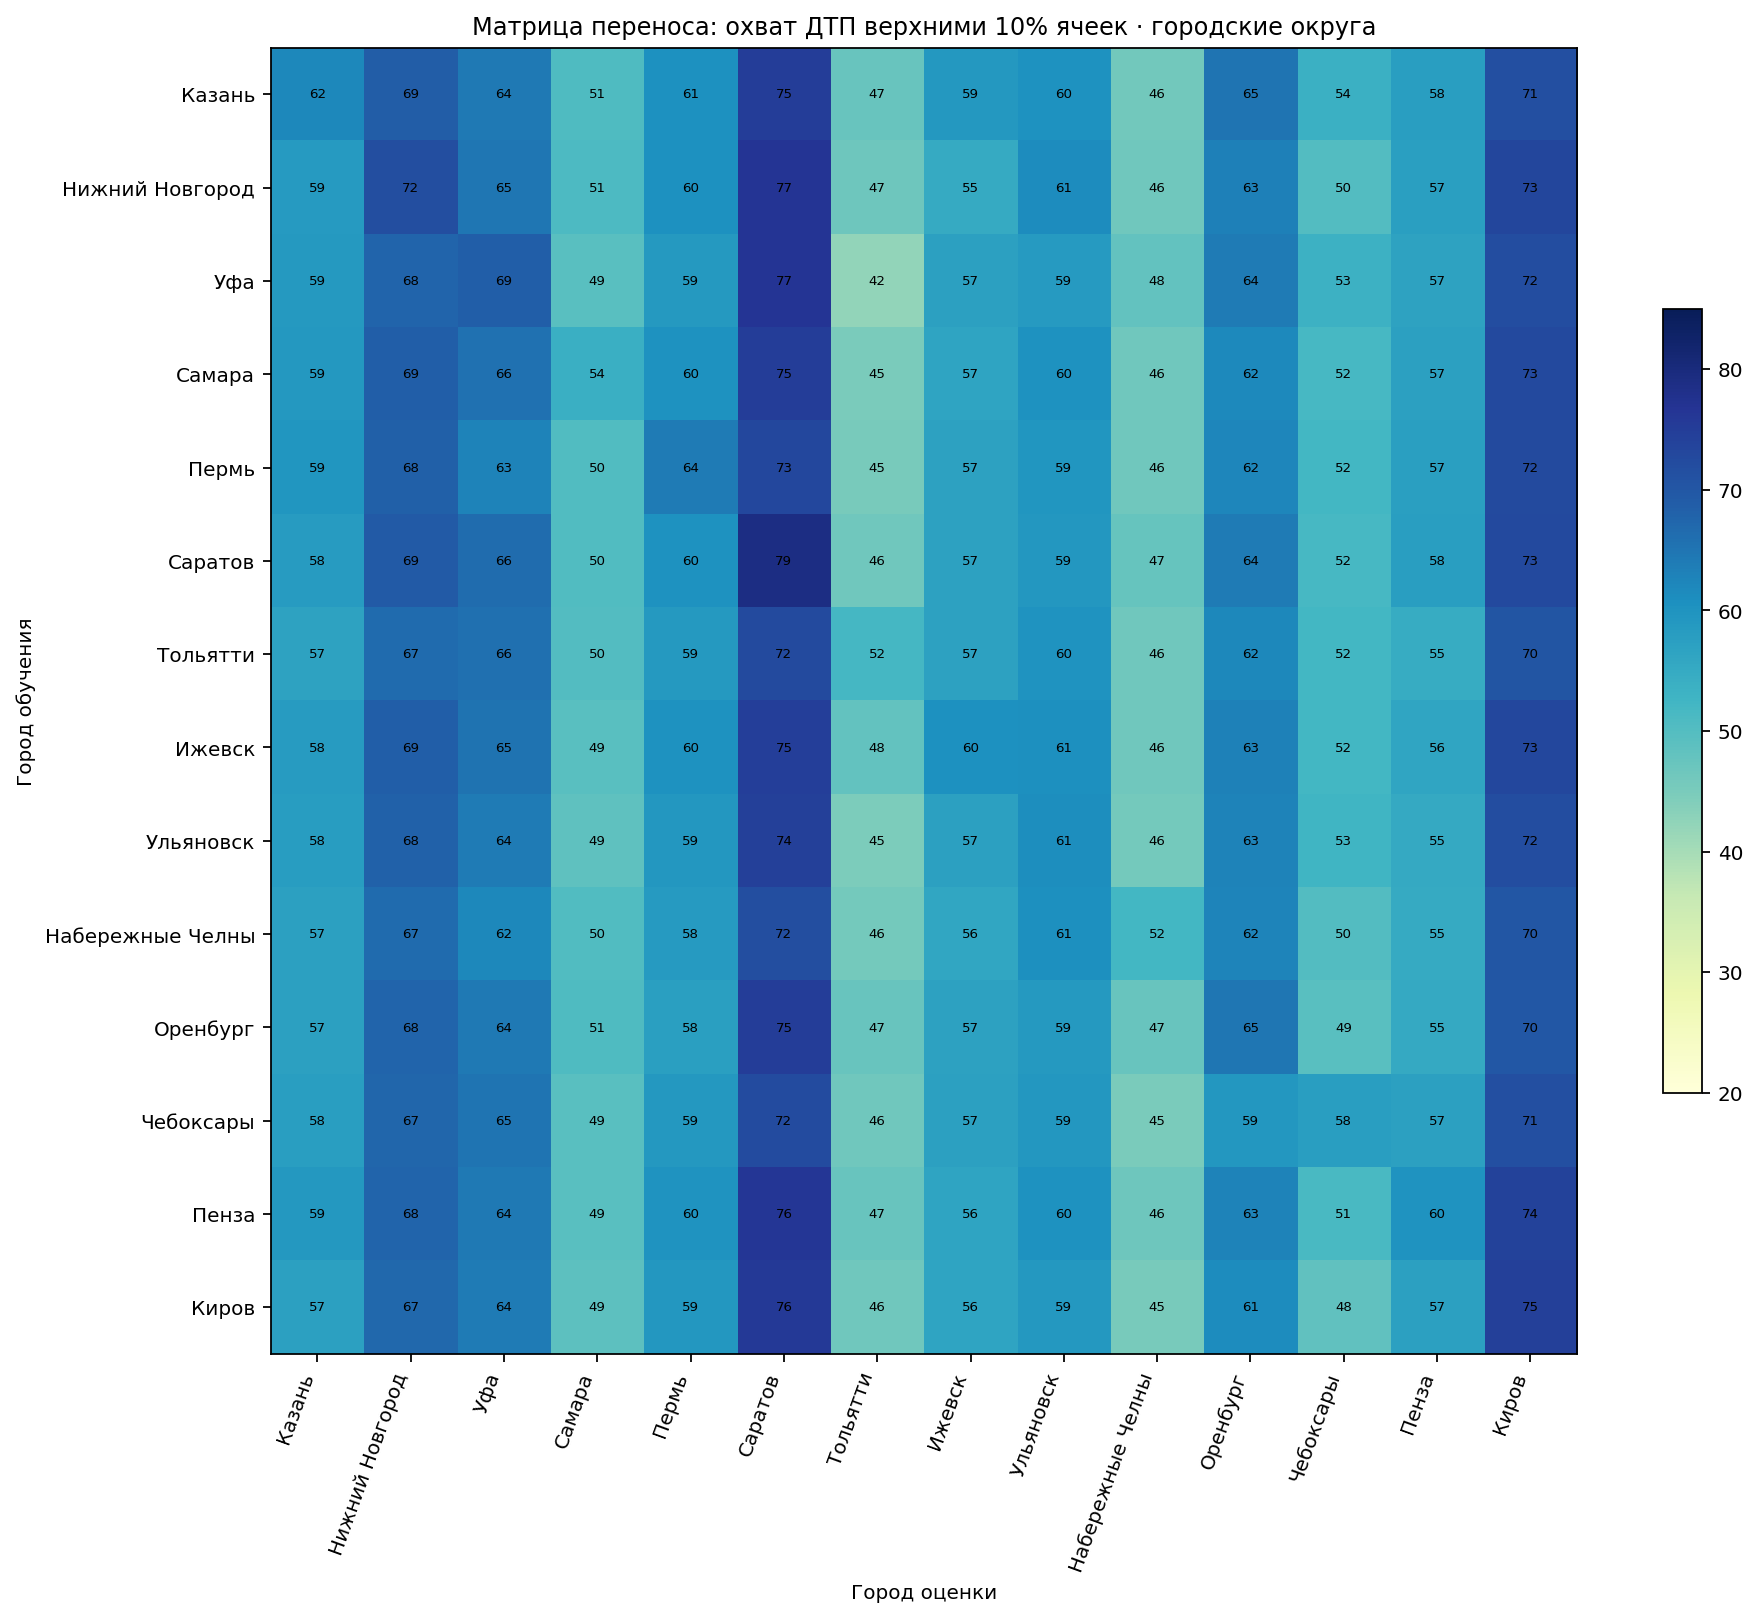 Матрица переноса: охват ДТП верхними 10% ячеек · городские округа
Город обучения
Казань 62 69 64 51 61 75 47 59 60 46 65 54 58 71
Нижний Новгород 59 72 65 51 60 77 47 55 61 46 63 50 57 73
Уфа 59 68 69 49 59 77 42 57 59 48 64 53 57 72
Самара 59 69 66 54 60 75 45 57 60 46 62 52 57 73
Пермь 59 68 63 50 64 73 45 57 59 46 62 52 57 72
Саратов 58 69 66 50 60 79 46 57 59 47 64 52 58 73
Тольятти 57 67 66 50 59 72 52 57 60 46 62 52 55 70
Ижевск 58 69 65 49 60 75 48 60 61 46 63 52 56 73
Ульяновск 58 68 64 49 59 74 45 57 61 46 63 53 55 72
Набережные Челны 57 67 62 50 58 72 46 56 61 52 62 50 55 70
Оренбург 57 68 64 51 58 75 47 57 59 47 65 49 55 70
Чебоксары 58 67 65 49 59 72 46 57 59 45 59 58 57 71
Пенза 59 68 64 49 60 76 47 56 60 46 63 51 60 74
Киров 57 67 64 49 59 76 46 56 59 45 61 48 57 75
Казань
Нижний Новгород
Уфа
Самара
Пермь
Саратов
Тольятти
Ижевск
Ульяновск
Набережные Челны
Оренбург
Чебоксары
Пенза
Киров
Город оценки
80
70
60
50
40
30
20